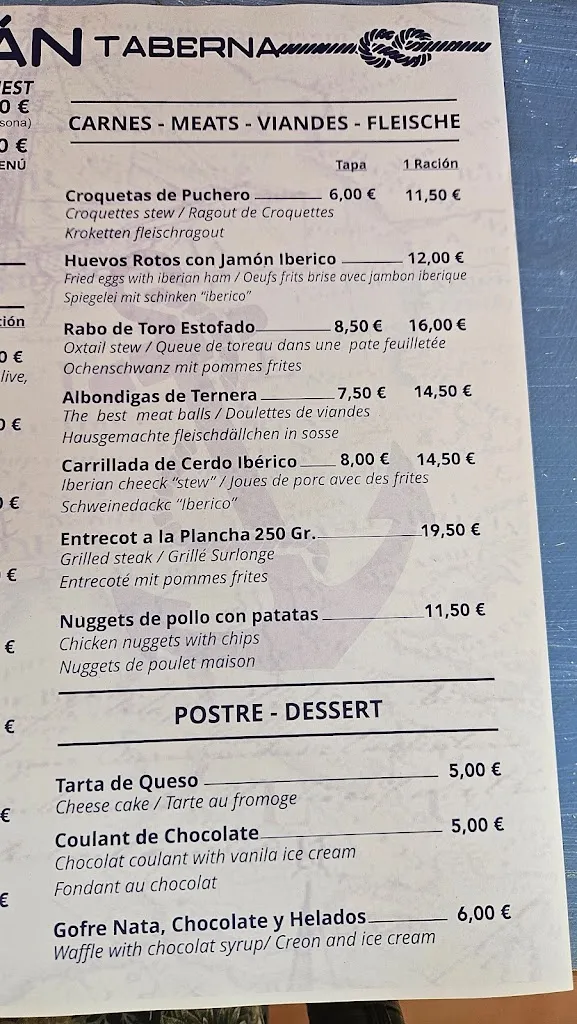 ÁN TABERNA
EST
0 €
sona)
0 €
ENÚ
CARNES - MEATS - VIANDES - FLEISCHE
Tapa 1 Ración
Croquetas de Puchero 6,00 € 11,50 €
Croquettes stew / Ragout de Croquettes
Kroketten fleischragout
Huevos Rotos con Jamón Iberico 12,00 €
Fried eggs with iberian ham / Oeufs frits brise avec jambon iberique
Spiegelei mit schinken “iberico”
ción
Rabo de Toro Estofado 8,50 € 16,00 €
Oxtail stew / Queue de toreau dans une pate feuilletée
Ochenschwanz mit pommes frites
0 €
live,
Albondigas de Ternera 7,50 € 14,50 €
The best meat balls / Doulettes de viandes
Hausgemachte fleischdällchen in sosse
0 €
Carrillada de Cerdo Ibérico 8,00 € 14,50 €
Iberian cheeck “stew” / Joues de porc avec des frites
Schweinedackc “Iberico”
0 €
Entrecot a la Plancha 250 Gr. 19,50 €
Grilled steak / Grillé Surlonge
Entrecoté mit pommes frites
€
Nuggets de pollo con patatas 11,50 €
Chicken nuggets with chips
Nuggets de poulet maison
€
POSTRE - DESSERT
€
Tarta de Queso 5,00 €
Cheese cake / Tarte au fromoge
€
Coulant de Chocolate 5,00 €
Chocolat coulant with vanila ice cream
Fondant au chocolat
€
Gofre Nata, Chocolate y Helados 6,00 €
Waffle with chocolat syrup/ Creon and ice cream